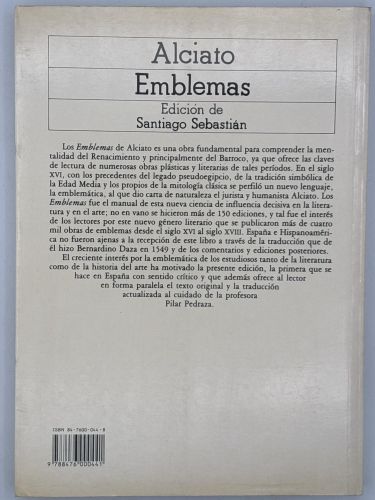 Alciato
Emblemas
Edición de
Santiago Sebastián
Los Emblemas de Alciato es una obra fundamental para comprender la men-
talidad del Renacimiento y principalmente del Barroco, ya que ofrece las claves
de lectura de numerosas obras plásticas y literarias de tales períodos. En el siglo
XVI, con los precedentes del legado pseudoegipcio, de la tradición simbólica de
la Edad Media y los propios de la mitología clásica se perfiló un nuevo lenguaje,
la emblemática, al que dio carta de naturaleza el jurista y humanista Alciato. Los
Emblemas fue el manual de esta nueva ciencia de influencia decisiva en la litera-
tura y en el arte; no en vano se hicieron más de 150 ediciones, y tal fue el interés
de los lectores por este nuevo género literario que se publicaron más de cuatro
mil obras de emblemas desde el siglo XVI al siglo XVIII. España e Hispanoaméri-
ca no fueron ajenas a la recepción de este libro a través de la traducción que de
él hizo Bernardino Daza en 1549 y de los comentarios y ediciones posteriores.
El creciente interés por la emblemática de los estudiosos tanto de la literatura
como de la historia del arte ha motivado la presente edición, la primera que se
hace en España con sentido crítico y que además ofrece al lector
en forma paralela el texto original y la traducción
actualizada al cuidado de la profesora
Pilar Pedraza.
ISBN 84-7600-044-8
9 788476 000441